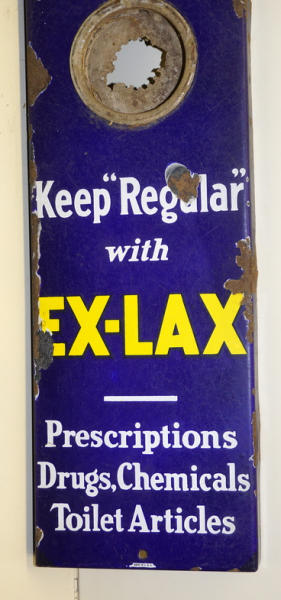 Keep "Regular"
with
EX-LAX
Prescriptions
Drugs, Chemicals
Toilet Articles